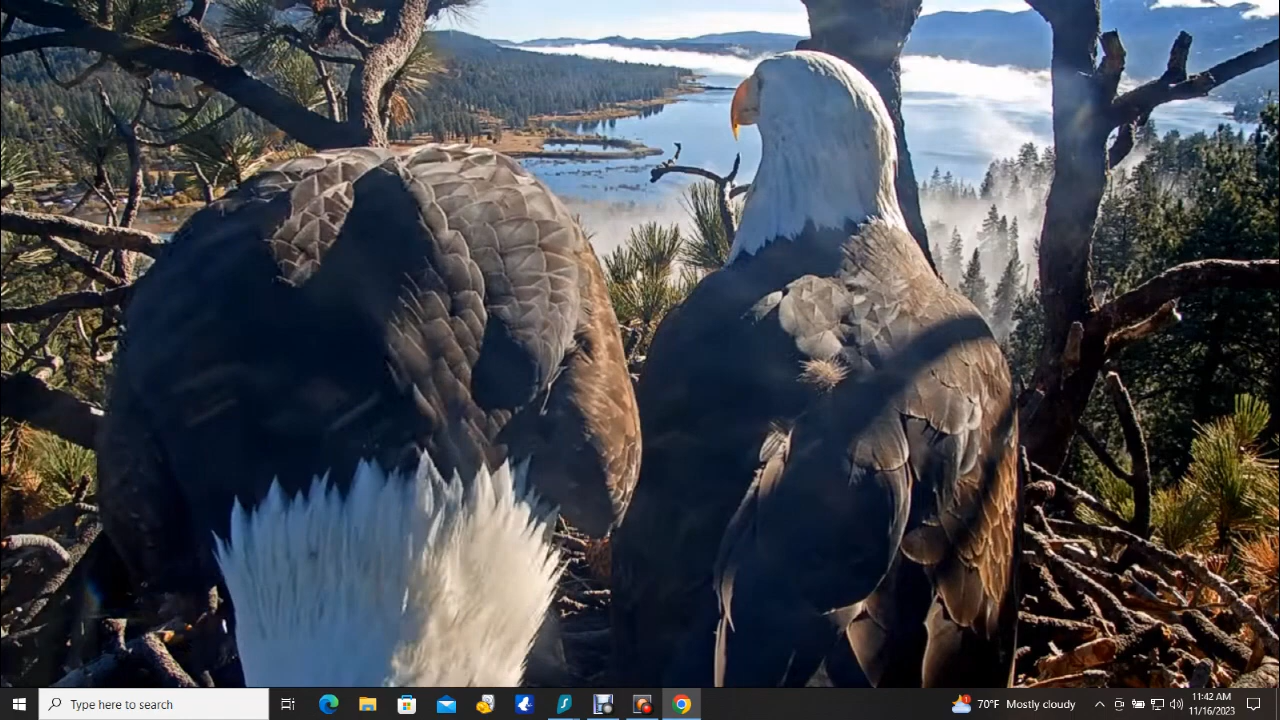 Type here to search
70°F Mostly cloudy
11:42 AM
11/16/2023